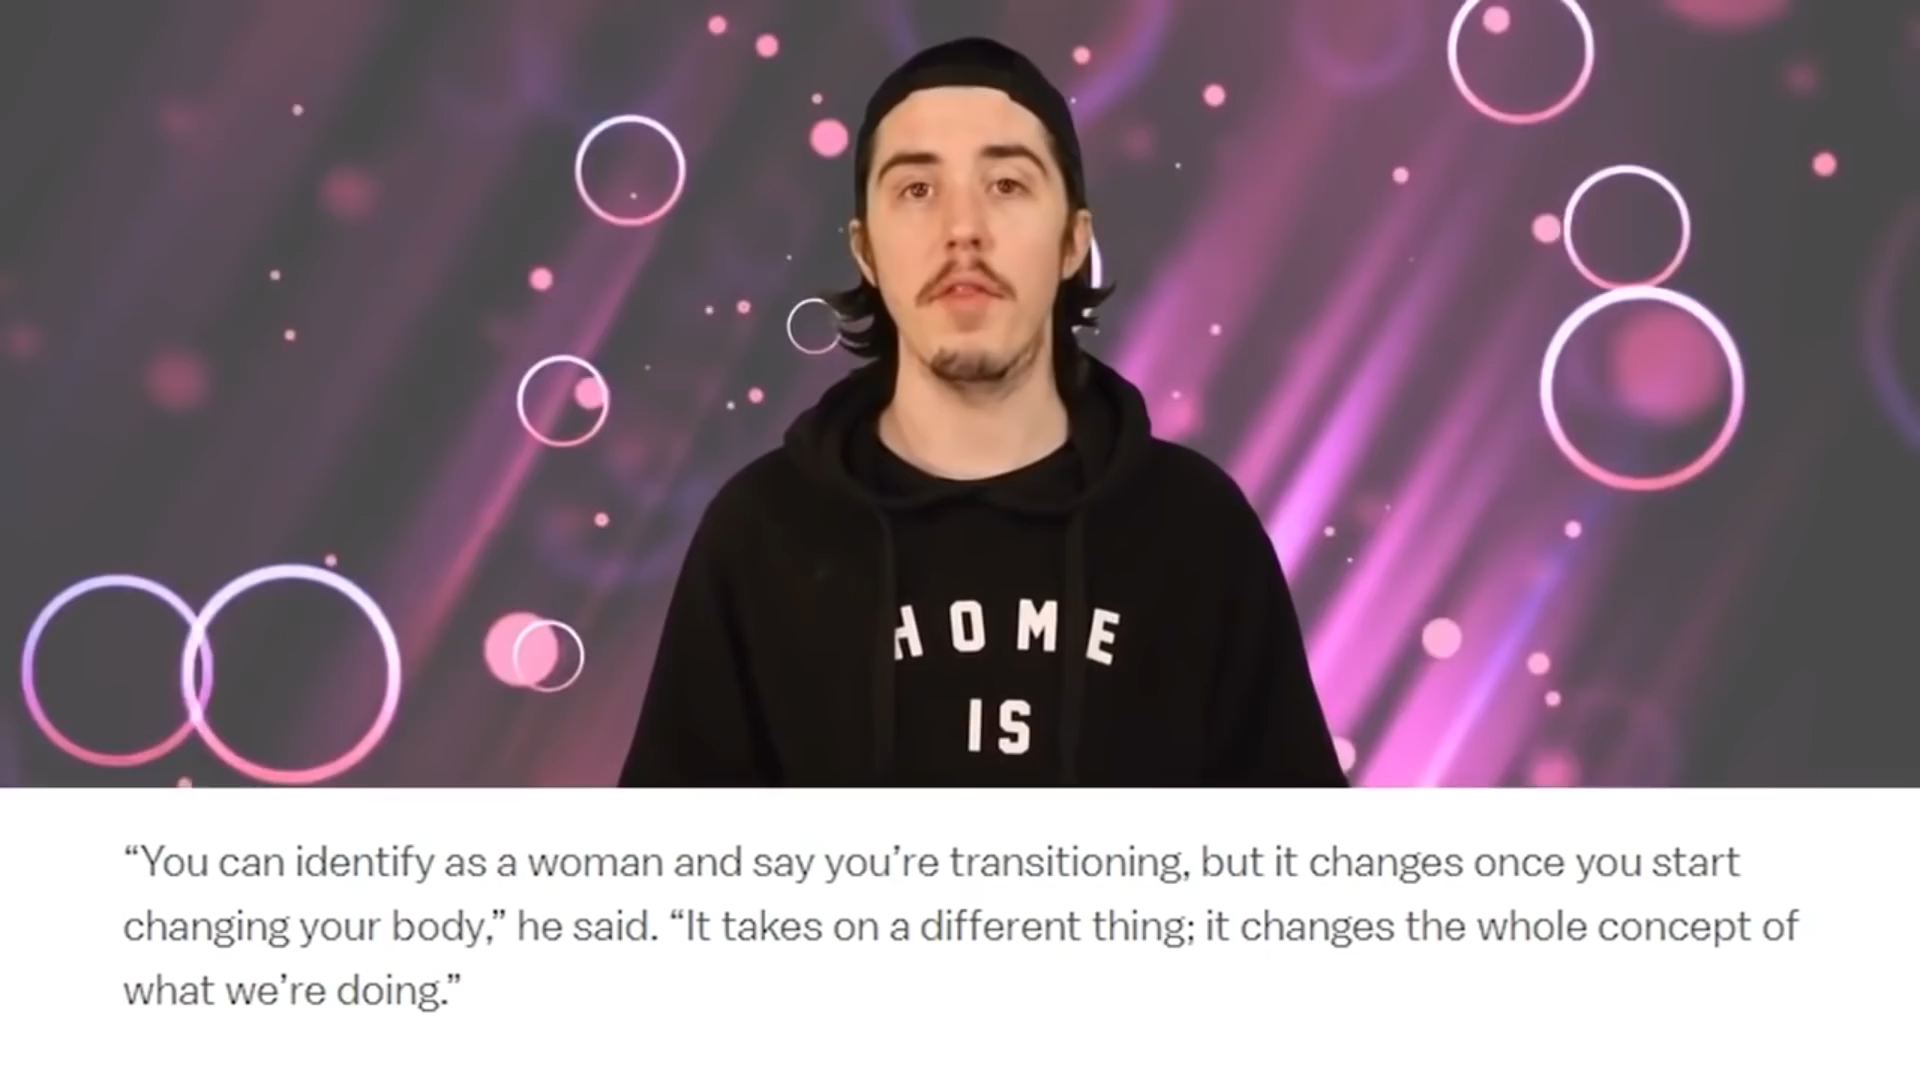 HOME
IS
“You can identify as a woman and say you’re transitioning, but it changes once you start
changing your body,” he said. “It takes on a different thing; it changes the whole concept of
what we’re doing.”